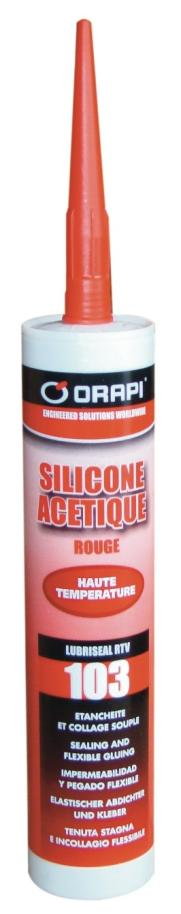 ORAPI
ENGINEERED SOLUTIONS WORLDWIDE
SILICONE
ACETIQUE
ROUGE
HAUTE
TEMPERATURE
LUBRISEAL RTV
103
ETANCHEITE
ET COLLAGE SOUPLE
SEALING AND
FLEXIBLE GLUING
IMPERMEABILIDAD
Y PEGADO FLEXIBLE
ELASTISCHER ABDICHTER
UND KLEBER
TENUTA STAGNA
E INCOLLAGIO FLESSIBILE